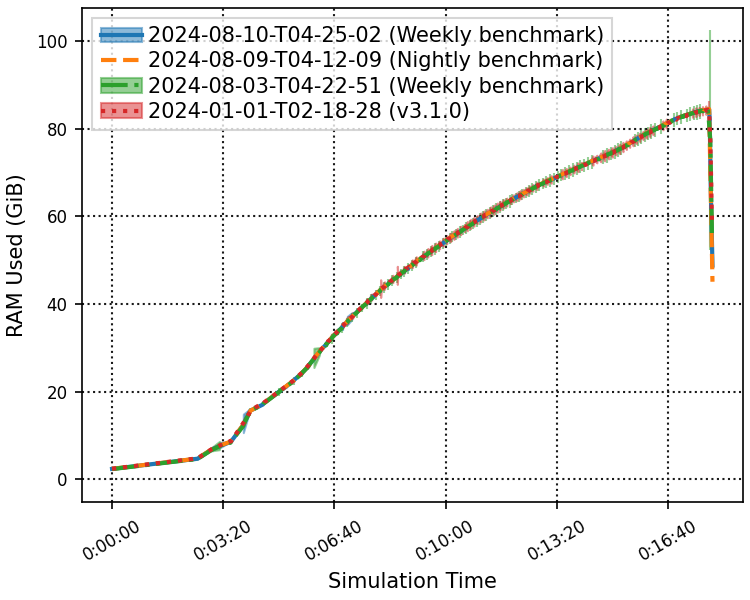 2024-08-10-T04-25-02 (Weekly benchmark)
2024-08-09-T04-12-09 (Nightly benchmark)
2024-08-03-T04-22-51 (Weekly benchmark)
2024-01-01-T02-18-28 (v3.1.0)
RAM Used (GiB)
100
80
60
40
20
0
0:00:00
0:03:20
0:06:40
0:10:00
0:13:20
0:16:40
Simulation Time